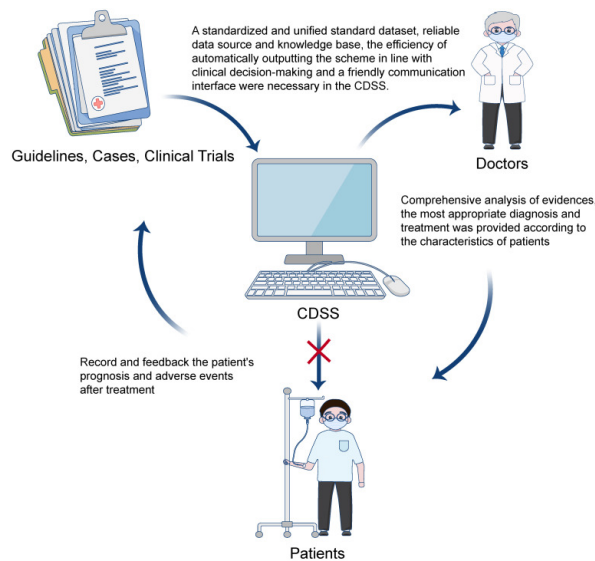 A standardized and unified standard dataset, reliable
data source and knowledge base, the efficiency of
automatically outputting the scheme in line with
clinical decision-making and a friendly communication
interface were necessary in the CDSS.
Guidelines, Cases, Clinical Trials
Doctors
Comprehensive analysis of evidences
the most appropriate diagnosis and
treatment was provided according to
the characteristics of patients
CDSS
Record and feedback the patient's
prognosis and adverse events
after treatment
Patients